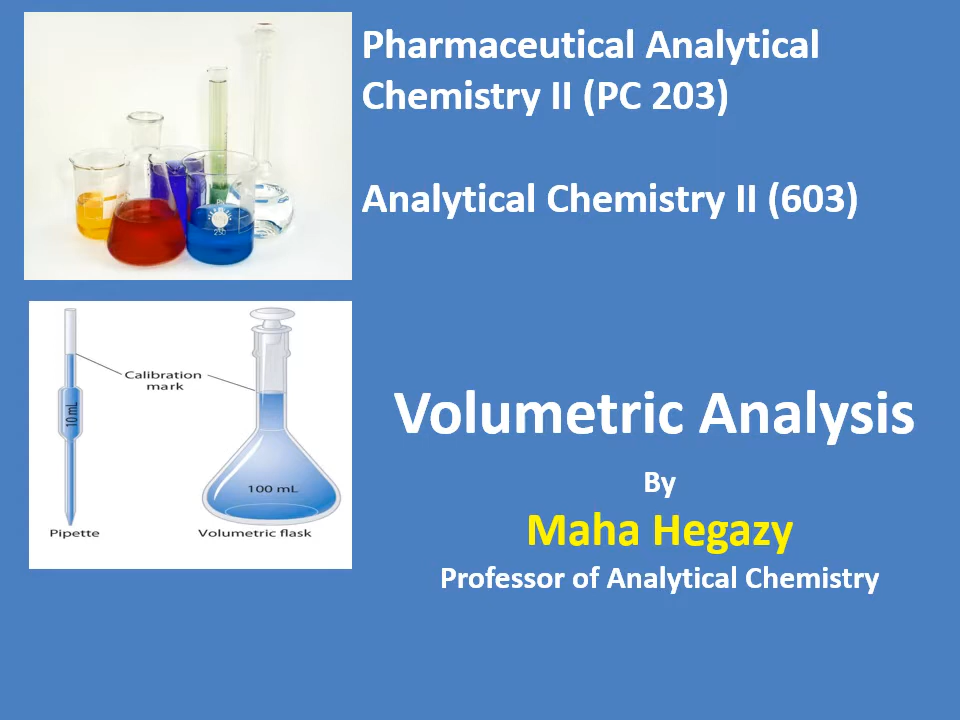 Pharmaceutical Analytical
Chemistry II (PC 203)
Analytical Chemistry II (603)
250
Calibration
mark
10 mL
100 mL
Pipette
Volumetric flask
Volumetric Analysis
By
Maha Hegazy
Professor of Analytical Chemistry